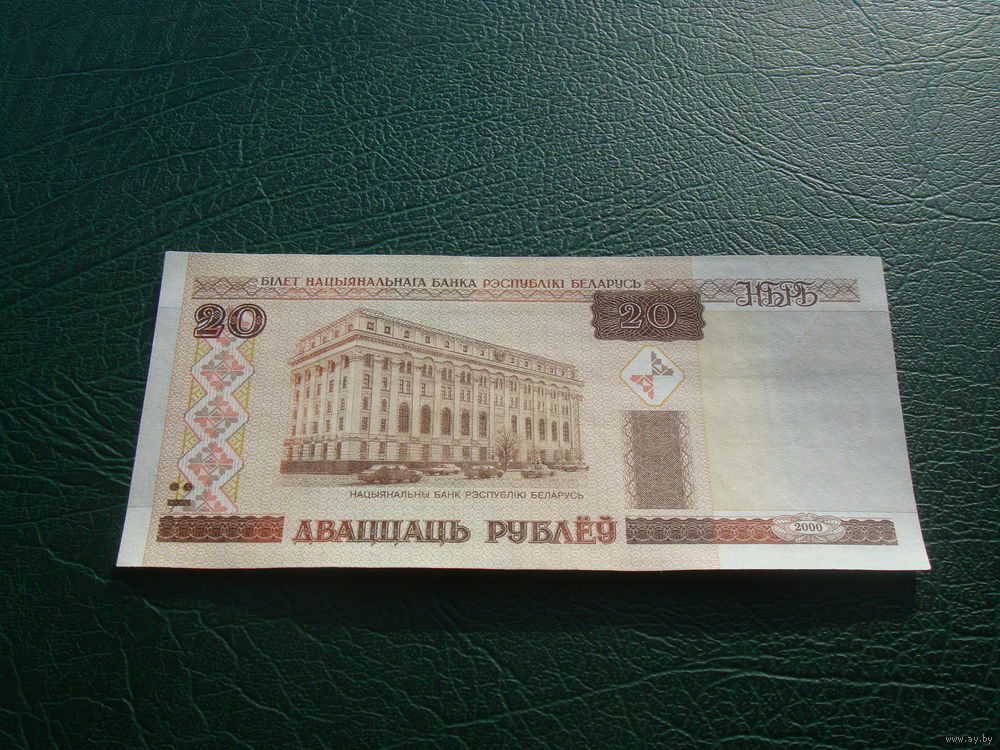 БІЛЕТ НАЦЫЯНАЛЬНАГА БАНКА РЭСПУБЛІКІ БЕЛАРУСЬ
НБРБ
20
20
НАЦЫЯНАЛЬНЫ БАНК РЭСПУБЛІКІ БЕЛАРУСЬ
ДВАЦЦАЦЬ РУБЛЁЎ
2000
www.ay.by